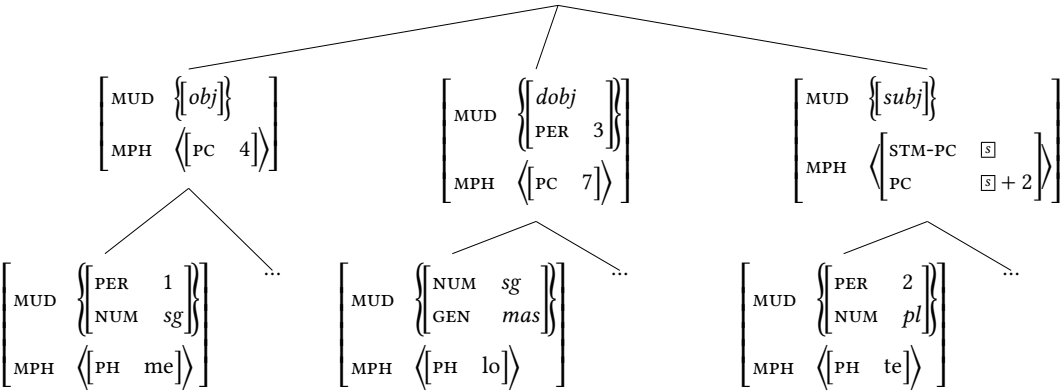 MUD {[obj]}
MPH ⟨[PC 4]⟩
MUD {[dobj
PER 3]}
MPH ⟨[PC 7]⟩
MUD {[subj]}
MPH ⟨[STM-PC s
PC s + 2]⟩
MUD {[PER 1
NUM sg]}
MPH ⟨[PH me]⟩
...
MUD {[NUM sg
GEN mas]}
MPH ⟨[PH lo]⟩
...
MUD {[PER 2
NUM pl]}
MPH ⟨[PH te]⟩
...